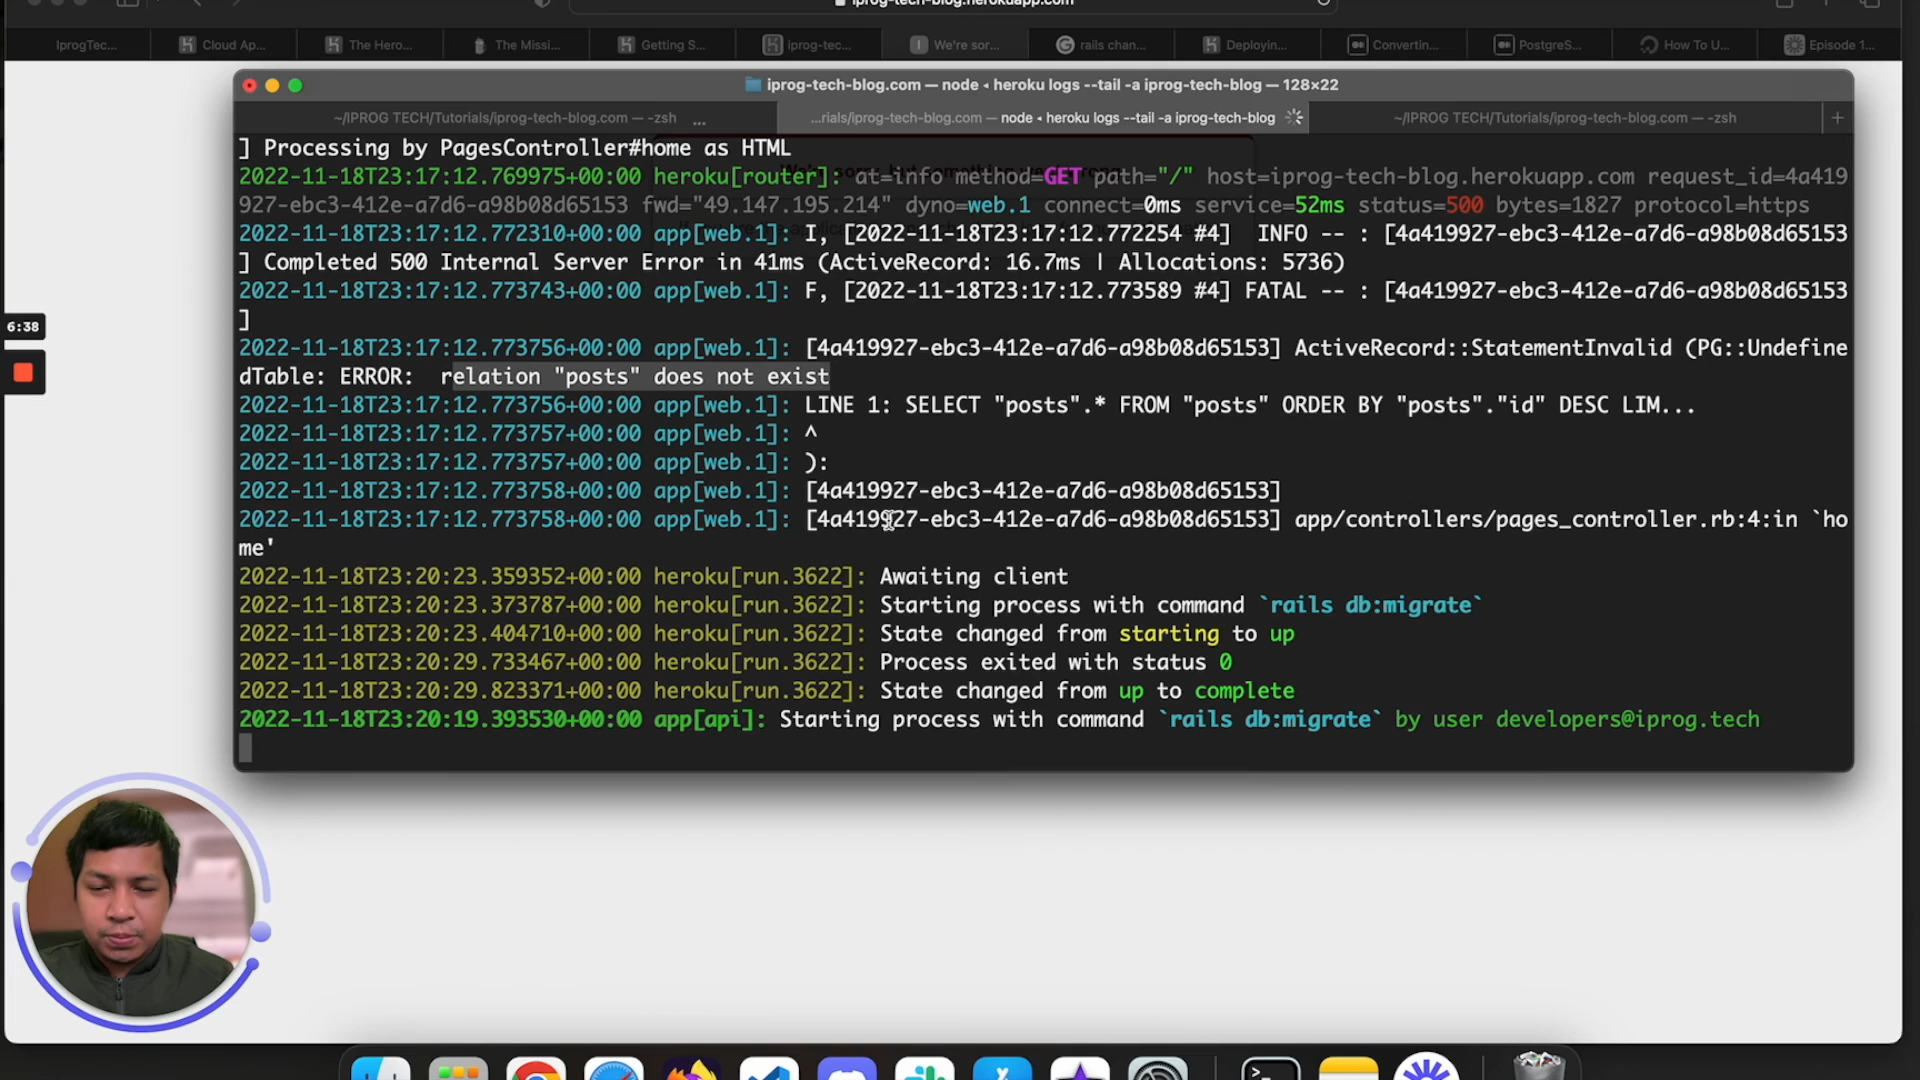 iprog-tech-blog.herokuapp.com
IprogTec...
Cloud Ap...
The Hero...
The Missi...
Getting S...
iprog-tec...
We're sor...
rails chan...
Deployin...
Convertin...
PostgreS...
How To U...
Episode 1...
iprog-tech-blog.com — node ◂ heroku logs --tail -a iprog-tech-blog — 128×22
~/IPROG TECH/Tutorials/iprog-tech-blog.com — -zsh ...
...rials/iprog-tech-blog.com — node ◂ heroku logs --tail -a iprog-tech-blog
~/IPROG TECH/Tutorials/iprog-tech-blog.com — -zsh
] Processing by PagesController#home as HTML
2022-11-18T23:17:12.769975+00:00 heroku[router]: at=info method=GET path="/" host=iprog-tech-blog.herokuapp.com request_id=4a419
927-ebc3-412e-a7d6-a98b08d65153 fwd="49.147.195.214" dyno=web.1 connect=0ms service=52ms status=500 bytes=1827 protocol=https
2022-11-18T23:17:12.772310+00:00 app[web.1]: I, [2022-11-18T23:17:12.772254 #4]  INFO -- : [4a419927-ebc3-412e-a7d6-a98b08d65153
] Completed 500 Internal Server Error in 41ms (ActiveRecord: 16.7ms | Allocations: 5736)
2022-11-18T23:17:12.773743+00:00 app[web.1]: F, [2022-11-18T23:17:12.773589 #4] FATAL -- : [4a419927-ebc3-412e-a7d6-a98b08d65153
]
2022-11-18T23:17:12.773756+00:00 app[web.1]: [4a419927-ebc3-412e-a7d6-a98b08d65153] ActiveRecord::StatementInvalid (PG::Undefine
dTable: ERROR:  relation "posts" does not exist
2022-11-18T23:17:12.773756+00:00 app[web.1]: LINE 1: SELECT "posts".* FROM "posts" ORDER BY "posts"."id" DESC LIM...
2022-11-18T23:17:12.773757+00:00 app[web.1]: ^
2022-11-18T23:17:12.773757+00:00 app[web.1]: ):
2022-11-18T23:17:12.773758+00:00 app[web.1]: [4a419927-ebc3-412e-a7d6-a98b08d65153]
2022-11-18T23:17:12.773758+00:00 app[web.1]: [4a419927-ebc3-412e-a7d6-a98b08d65153] app/controllers/pages_controller.rb:4:in `ho
me'
2022-11-18T23:20:23.359352+00:00 heroku[run.3622]: Awaiting client
2022-11-18T23:20:23.373787+00:00 heroku[run.3622]: Starting process with command `rails db:migrate`
2022-11-18T23:20:23.404710+00:00 heroku[run.3622]: State changed from starting to up
2022-11-18T23:20:29.733467+00:00 heroku[run.3622]: Process exited with status 0
2022-11-18T23:20:29.823371+00:00 heroku[run.3622]: State changed from up to complete
2022-11-18T23:20:19.393530+00:00 app[api]: Starting process with command `rails db:migrate` by user developers@iprog.tech
6:38